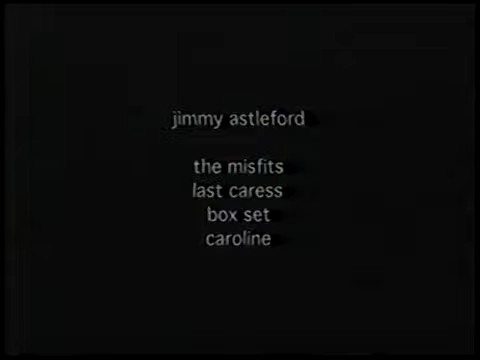 jimmy astleford
the misfits
last caress
box set
caroline